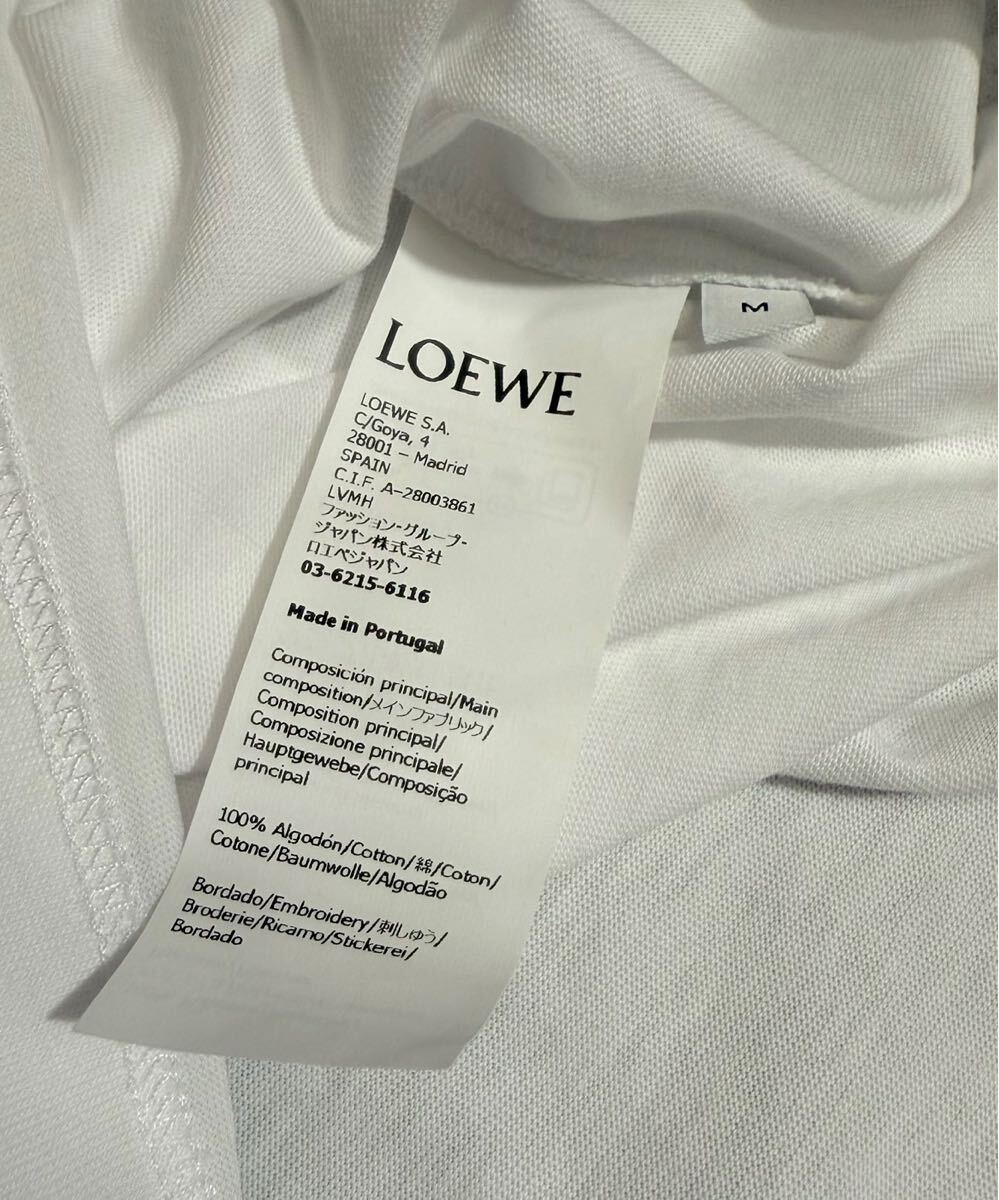 LOEWE
M
LOEWE S.A.
C/Goya, 4
28001 – Madrid
SPAIN
C.I.F. A-28003861
LVMH
ファッション・グループ・
ジャパン株式会社
ロエベジャパン
03-6215-6116
Made in Portugal
Composición principal/Main
composition/メインファブリック/
Composition principal/
Composizione principale/
Hauptgewebe/Composição
principal
100% Algodón/Cotton/綿/Coton/
Cotone/Baumwolle/Algodão
Bordado/Embroidery/刺しゅう/
Broderie/Ricamo/Stickerei/
Bordado